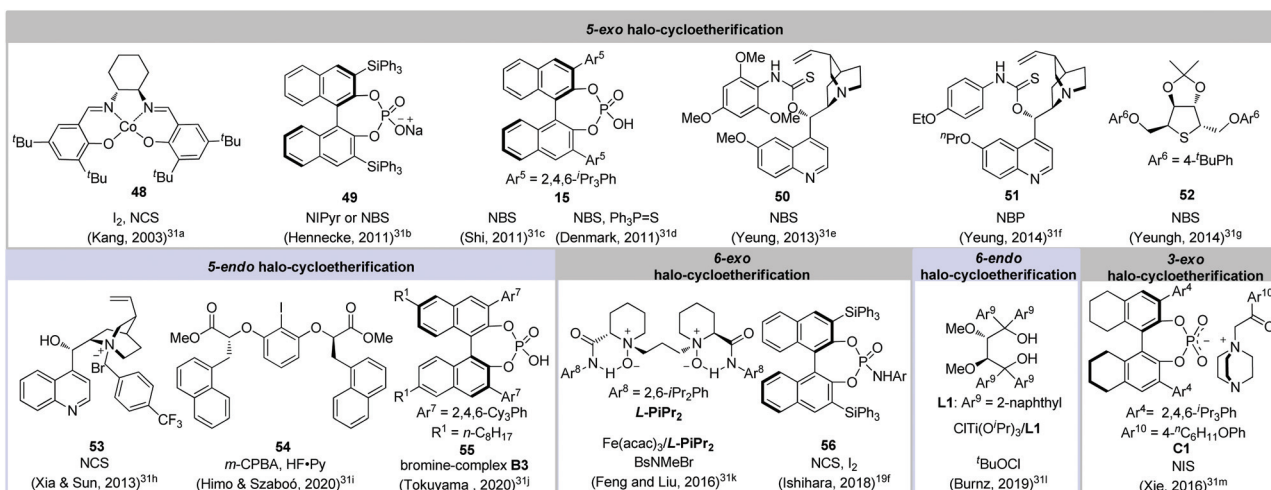 5-exo halo-cycloetherification
N
N
Co
O
O
tBu
tBu
tBu
tBu
48
I2, NCS
(Kang, 2003)31a
SiPh3
O
O
P
O
ONa
− +
SiPh3
49
NIPyr or NBS
(Hennecke, 2011)31b
Ar5
O
O
P
O
OH
Ar5
Ar5 = 2,4,6-iPr3Ph
15
NBS
(Shi, 2011)31c
NBS, Ph3P=S
(Denmark, 2011)31d
OMe
H
N
S
MeO
OMe
O
N
MeO
N
50
NBS
(Yeung, 2013)31e
H
N
S
EtO
O
N
nPrO
N
51
NBP
(Yeung, 2014)31f
O
O
Ar6O
S
OAr6
Ar6 = 4-tBuPh
52
NBS
(Yeungh, 2014)31g
5-endo halo-cycloetherification
HO
N
+
−
Br
N
CF3
53
NCS
(Xia & Sun, 2013)31h
O
I
O
MeO
O
O
OMe
54
m-CPBA, HF•Py
(Himo & Szaboó, 2020)31i
R1
Ar7
O
O
P
O
OH
R1
Ar7
Ar7 = 2,4,6-Cy3Ph
R1 = n-C8H17
55
bromine-complex B3
(Tokuyama , 2020)31j
6-exo
halo-cycloetherification
O
N
+
N
+
O
N
H
O
−
O
−
H
N
Ar8
Ar8
Ar8 = 2,6-iPr2Ph
L-PiPr2
Fe(acac)3/L-PiPr2
BsNMeBr
(Feng and Liu, 2016)31k
SiPh3
O
O
P
O
NHAr
SiPh3
56
NCS, I2
(Ishihara, 2018)19f
6-endo
halo-cycloetherification
Ar9
Ar9
MeO
OH
OH
MeO
Ar9
Ar9
L1: Ar9 = 2-naphthyl
ClTi(OiPr)3/L1
tBuOCl
(Burnz, 2019)31l
3-exo
halo-cycloetherification
Ar4
O
O
P
O
O
−
Ar4
Ar10
O
+
N
N
Ar4= 2,4,6-iPr3Ph
Ar10 = 4-nC6H11OPh
C1
NIS
(Xie, 2016)31m